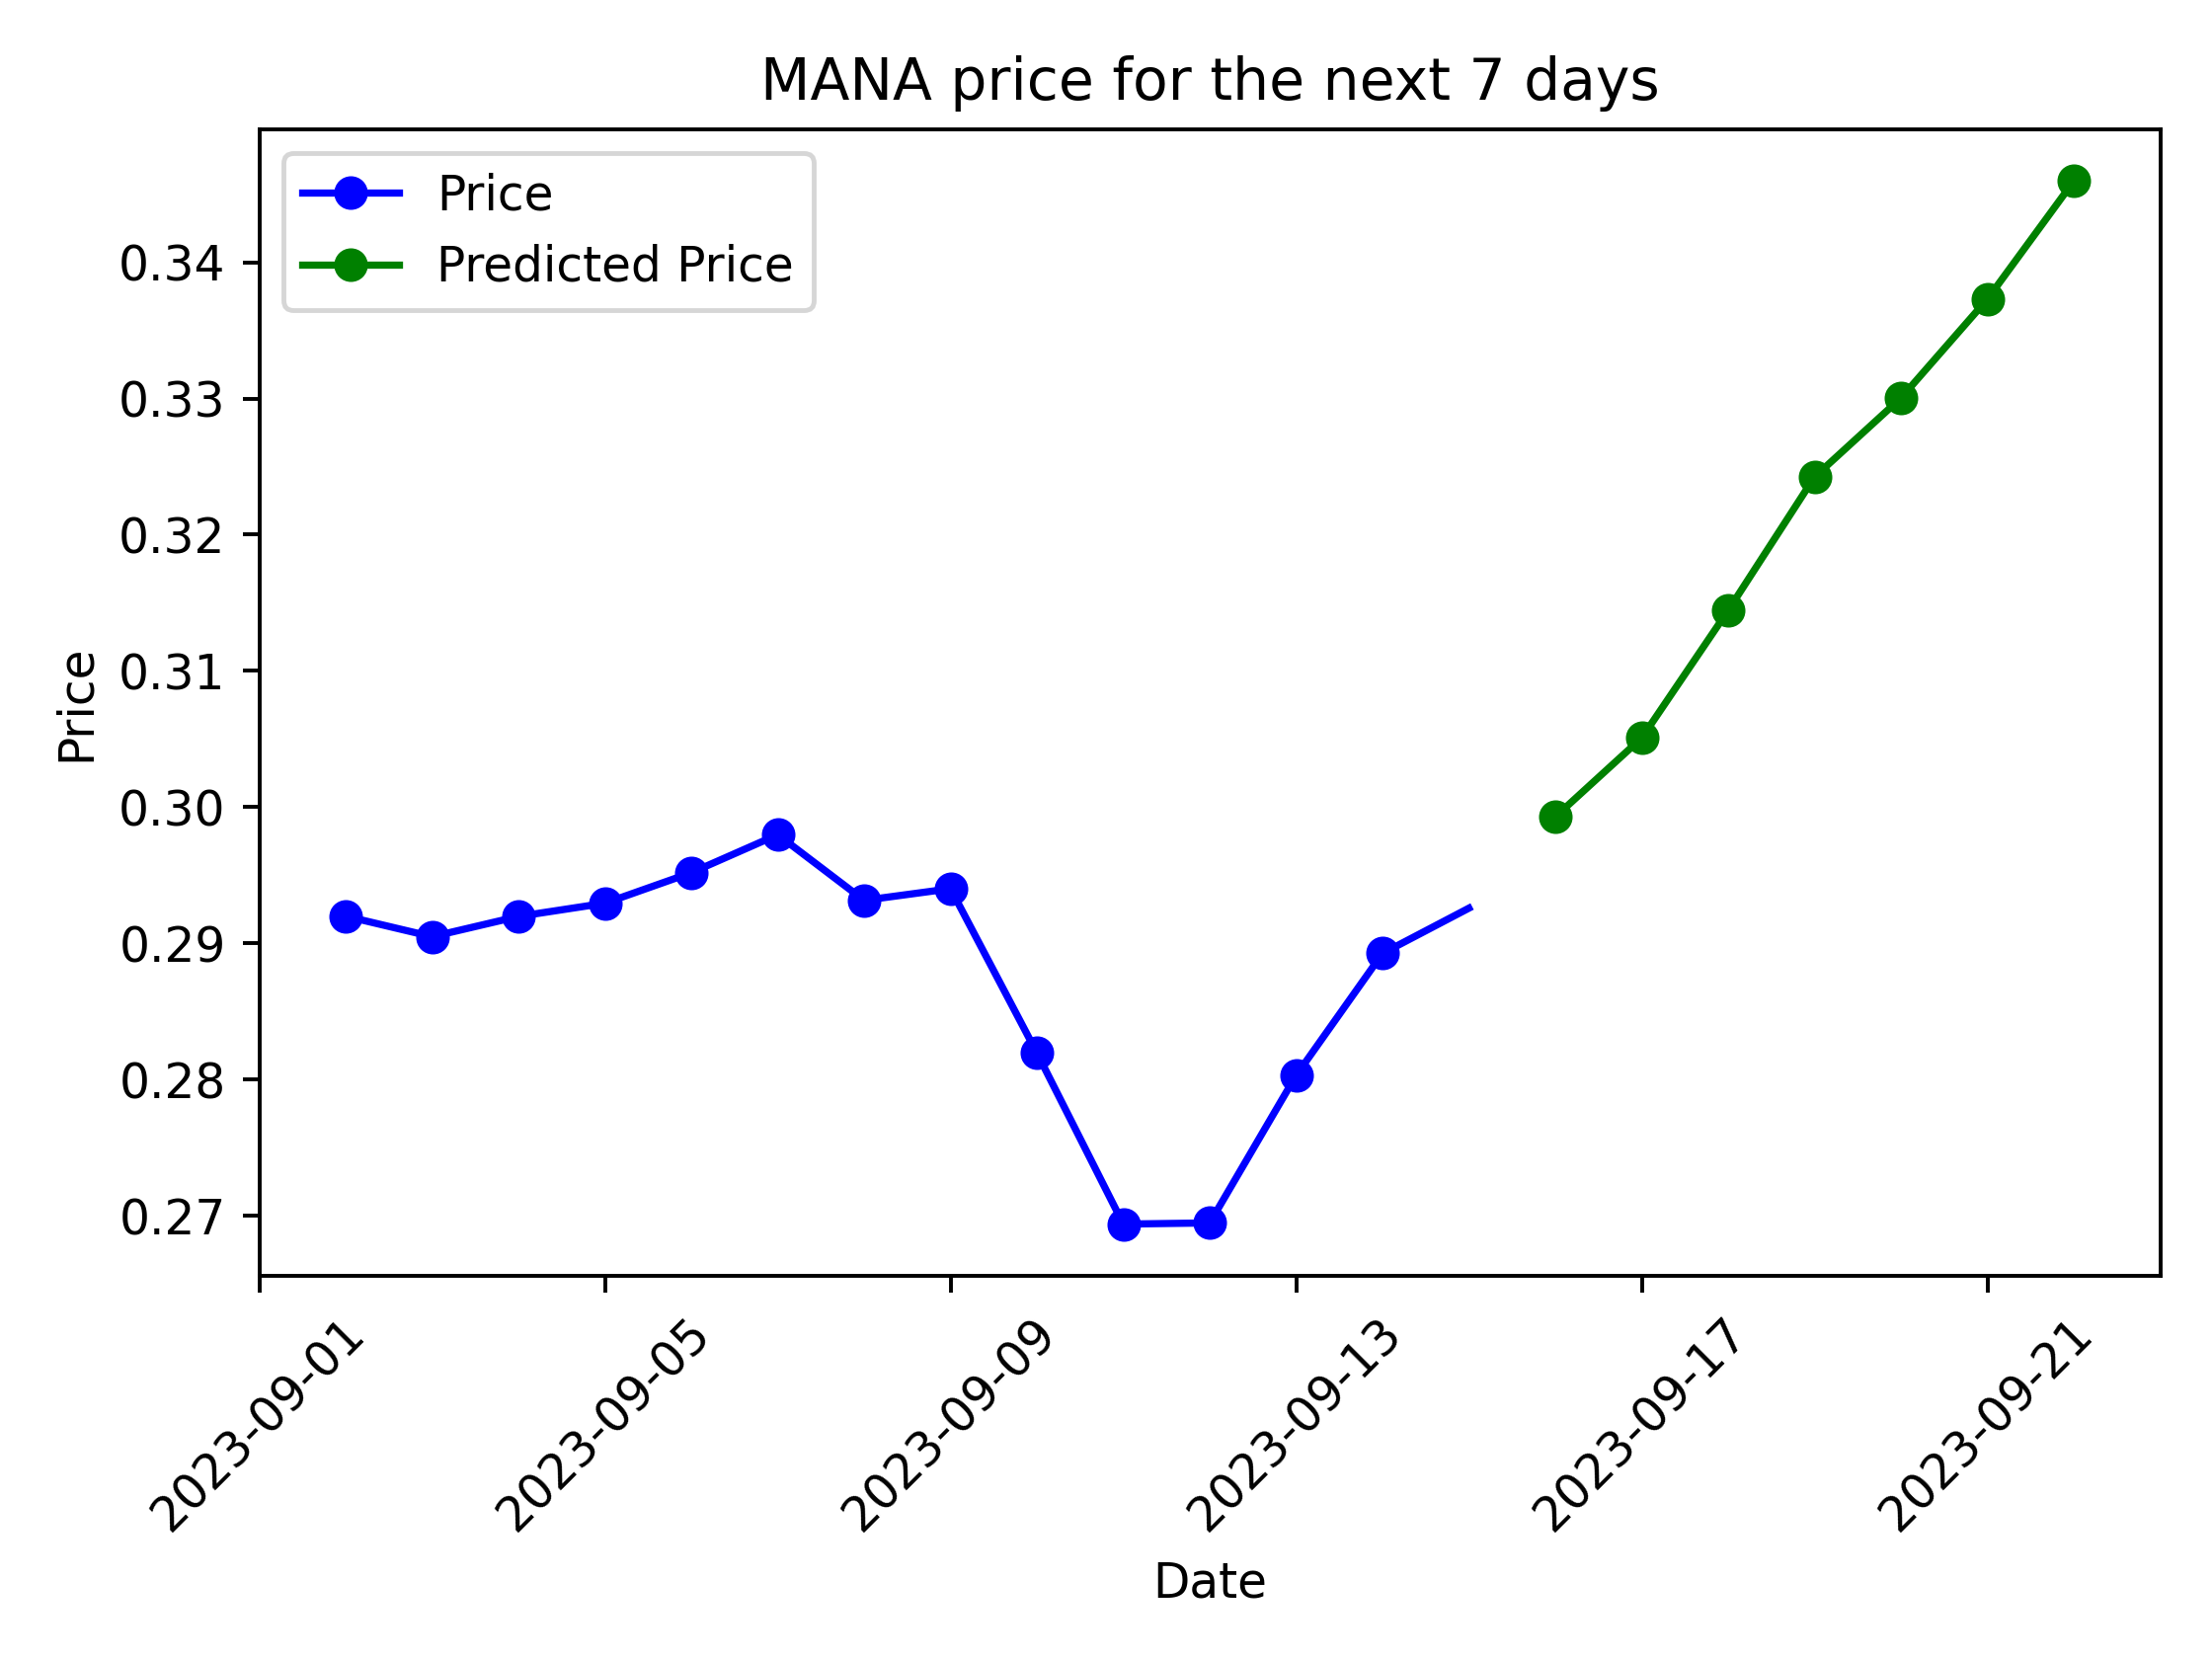 MANA price for the next 7 days
Price
Predicted Price
0.34
0.33
0.32
0.31
0.30
0.29
0.28
0.27
Price
2023-09-01
2023-09-05
2023-09-09
2023-09-13
2023-09-17
2023-09-21
Date